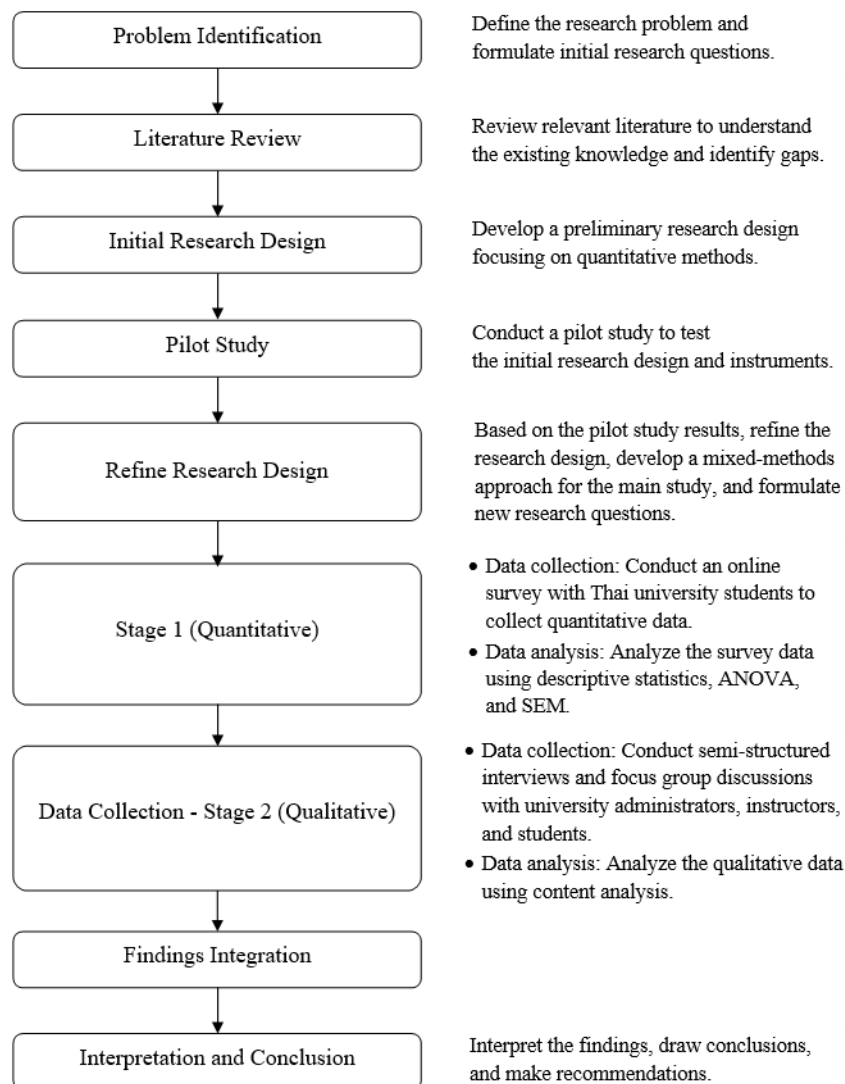 Problem Identification
Define the research problem and
formulate initial research questions.
Literature Review
Review relevant literature to understand
the existing knowledge and identify gaps.
Initial Research Design
Develop a preliminary research design
focusing on quantitative methods.
Pilot Study
Conduct a pilot study to test
the initial research design and instruments.
Refine Research Design
Based on the pilot study results, refine the
research design, develop a mixed-methods
approach for the main study, and formulate
new research questions.
Stage 1 (Quantitative)
• Data collection: Conduct an online
survey with Thai university students to
collect quantitative data.
• Data analysis: Analyze the survey data
using descriptive statistics, ANOVA,
and SEM.
Data Collection - Stage 2 (Qualitative)
• Data collection: Conduct semi-structured
interviews and focus group discussions
with university administrators, instructors,
and students.
• Data analysis: Analyze the qualitative data
using content analysis.
Findings Integration
Interpretation and Conclusion
Interpret the findings, draw conclusions,
and make recommendations.